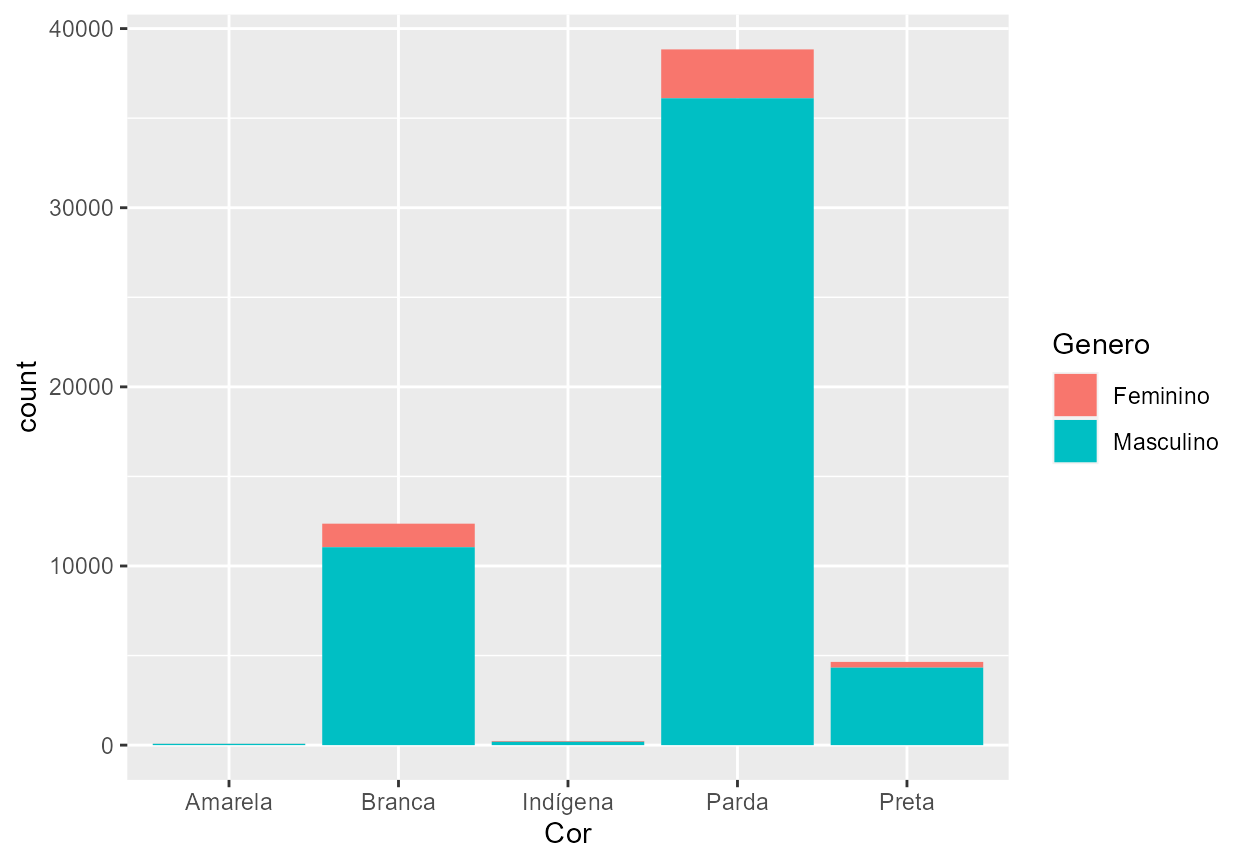 40000
30000
20000
10000
0
count
Amarela Branca Indígena Parda Preta
Cor
Genero
Feminino
Masculino